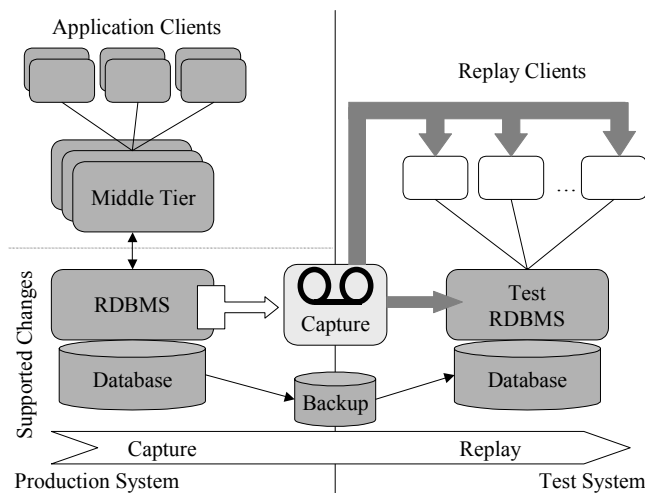 Application Clients
Replay Clients
Middle Tier
...
Supported Changes
RDBMS
Capture
Test
RDBMS
Database
Backup
Database
Capture
Replay
Production System
Test System